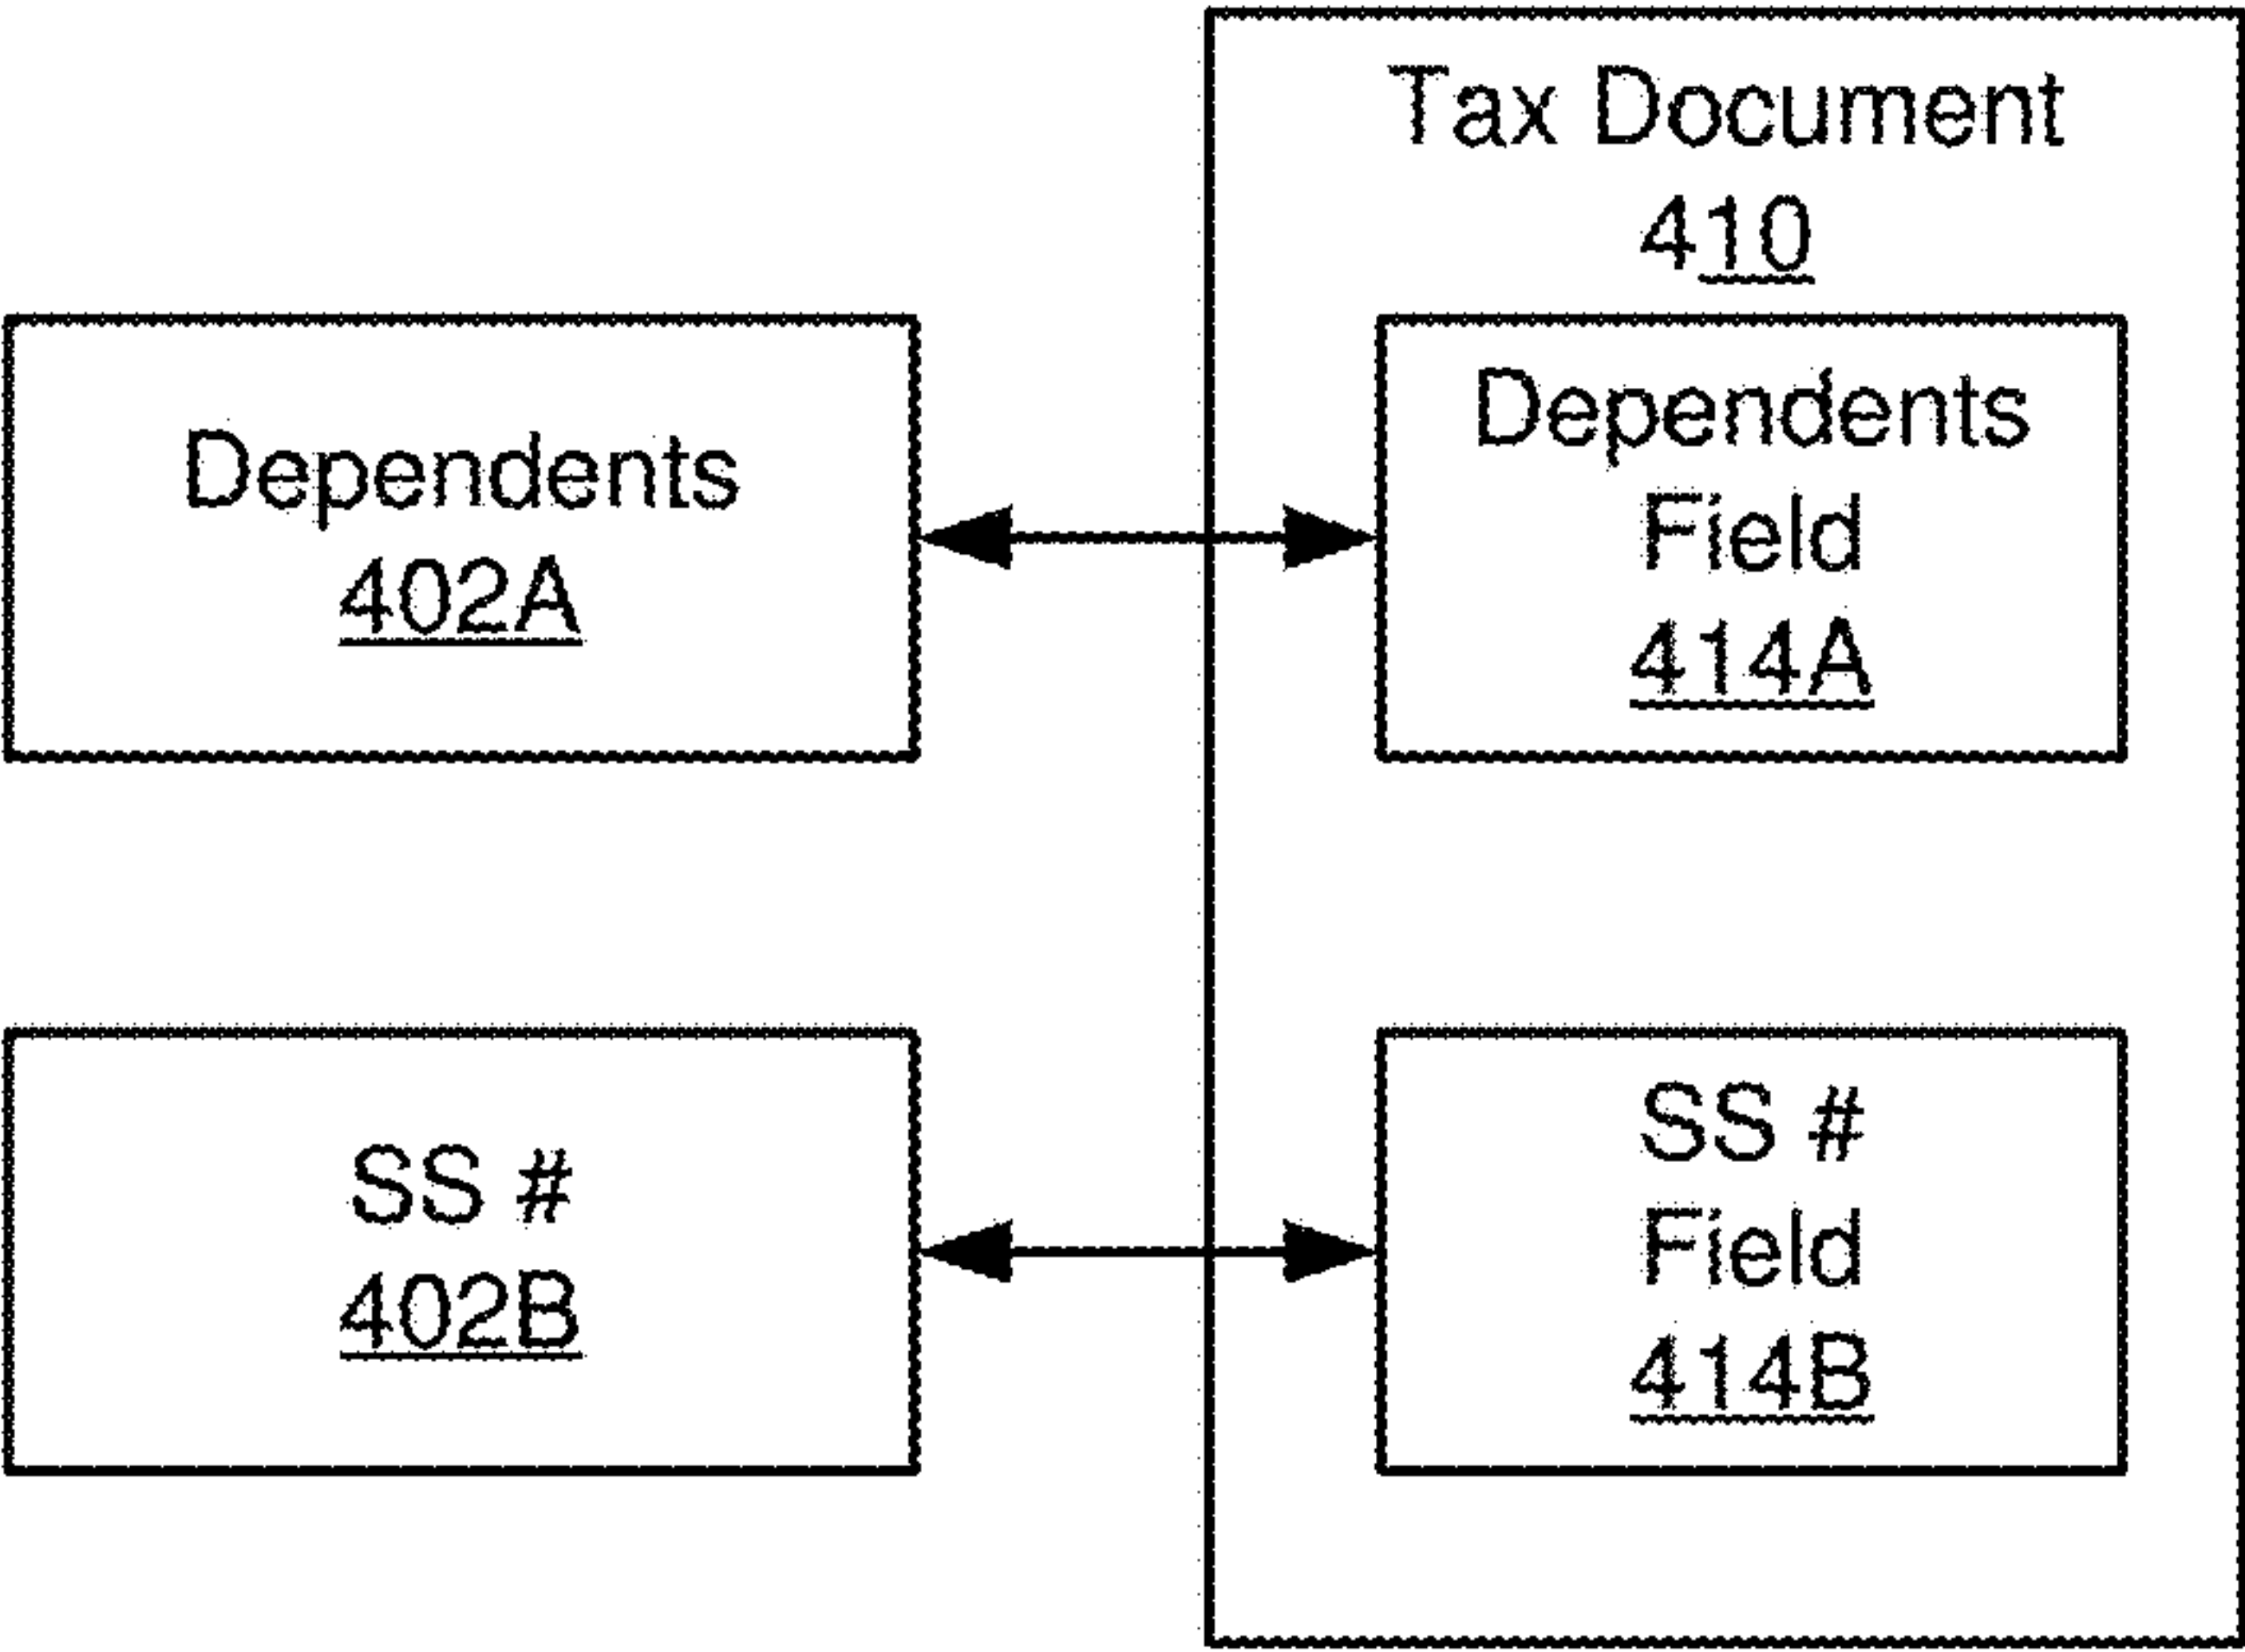 Tax Document
410
Dependents
402A
Dependents
Field
414A
SS #
402B
SS #
Field
414B